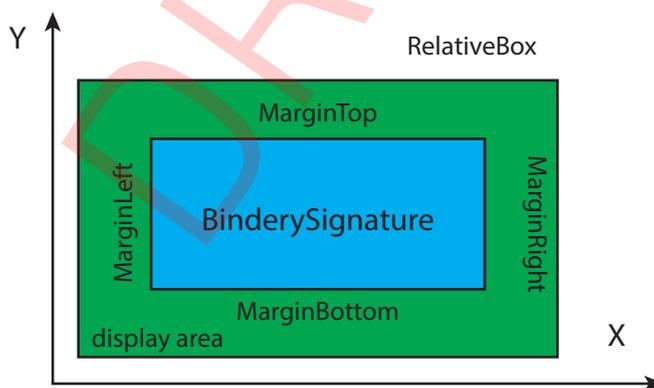 Y
RelativeBox
MarginTop
MarginLeft
BinderySignature
MarginRight
MarginBottom
display area
X